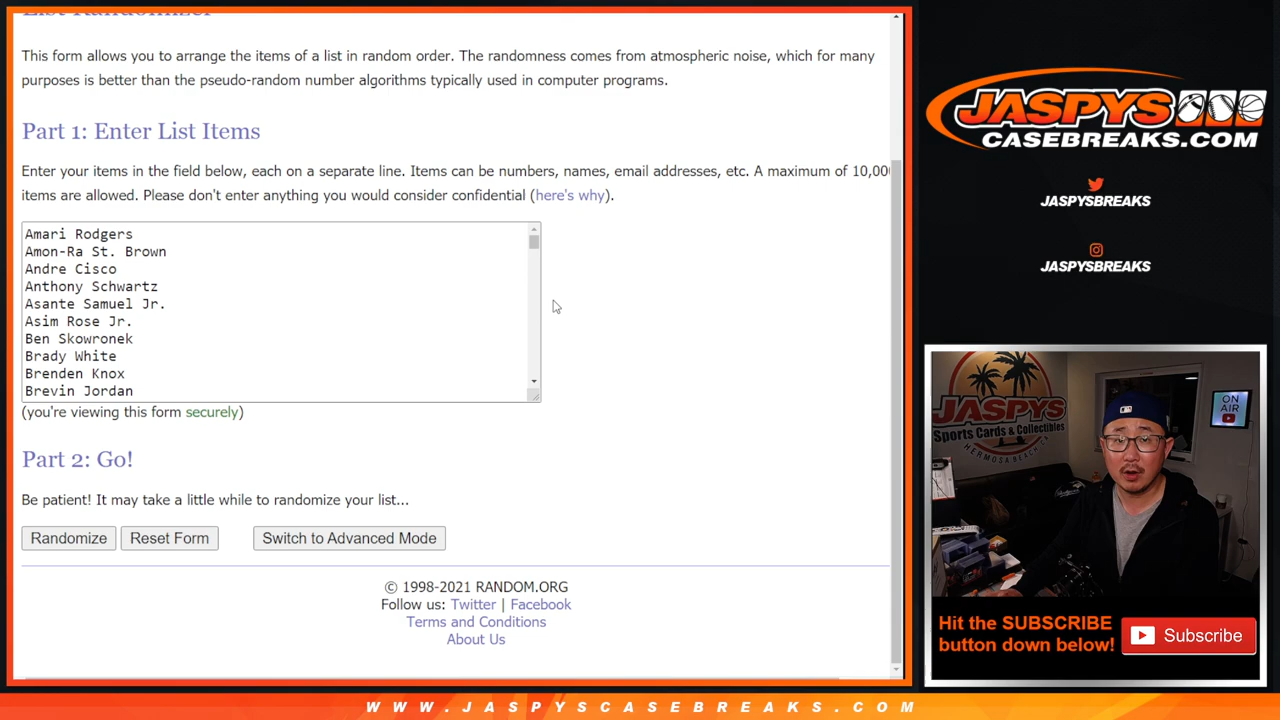 List Randomizer
This form allows you to arrange the items of a list in random order. The randomness comes from atmospheric noise, which for many
purposes is better than the pseudo-random number algorithms typically used in computer programs.
Part 1: Enter List Items
Enter your items in the field below, each on a separate line. Items can be numbers, names, email addresses, etc. A maximum of 10,000
items are allowed. Please don't enter anything you would consider confidential (here's why).
Amari Rodgers
Amon-Ra St. Brown
Andre Cisco
Anthony Schwartz
Asante Samuel Jr.
Asim Rose Jr.
Ben Skowronek
Brady White
Brenden Knox
Brevin Jordan
(you're viewing this form securely)
Part 2: Go!
Be patient! It may take a little while to randomize your list...
Randomize
Reset Form
Switch to Advanced Mode
© 1998-2021 RANDOM.ORG
Follow us: Twitter | Facebook
Terms and Conditions
About Us
JASPYS
CASEBREAKS.COM
JASPYSBREAKS
JASPYSBREAKS
JASPYS
Sports Cards & Collectibles
HERMOSA BEACH, CA
ON
AIR
Hit the SUBSCRIBE
button down below!
Subscribe
WWW.JASPYSCASEBREAKS.COM